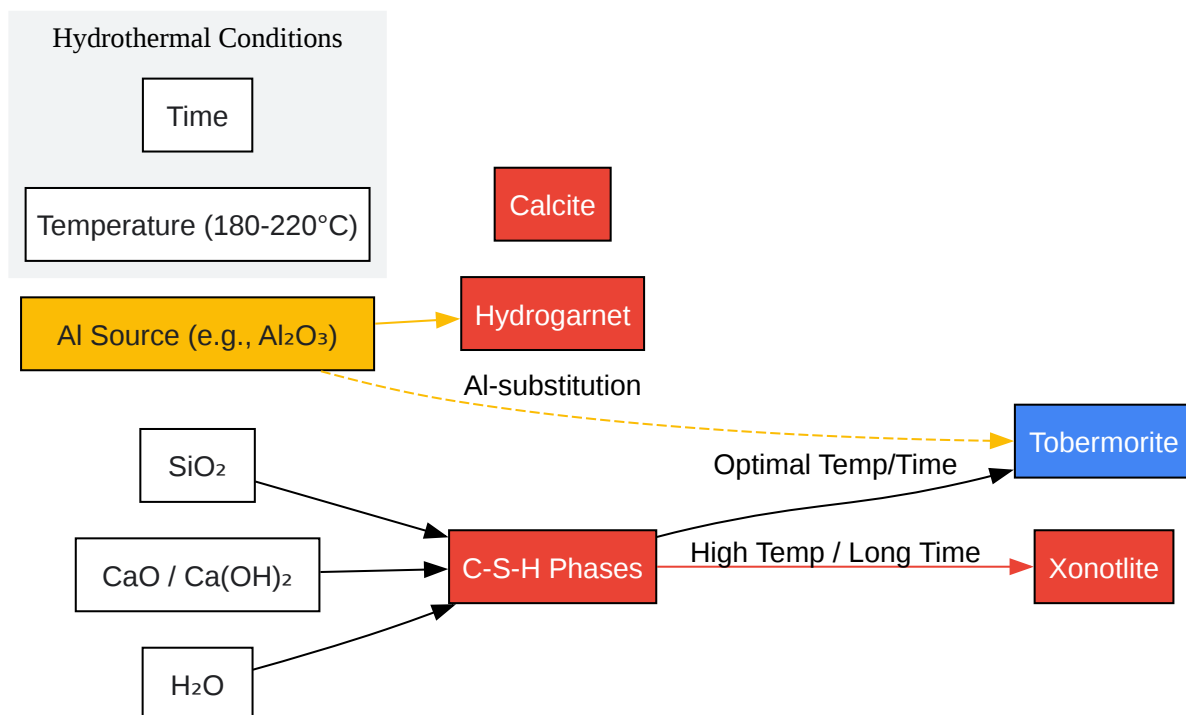 Hydrothermal Conditions
Time
Temperature (180-220°C)
Calcite
Al Source (e.g., Al₂O₃)
Hydrogarnet
Al-substitution
Tobermorite
SiO₂
Optimal Temp/Time
CaO / Ca(OH)₂
C-S-H Phases
High Temp / Long Time
Xonotlite
H₂O